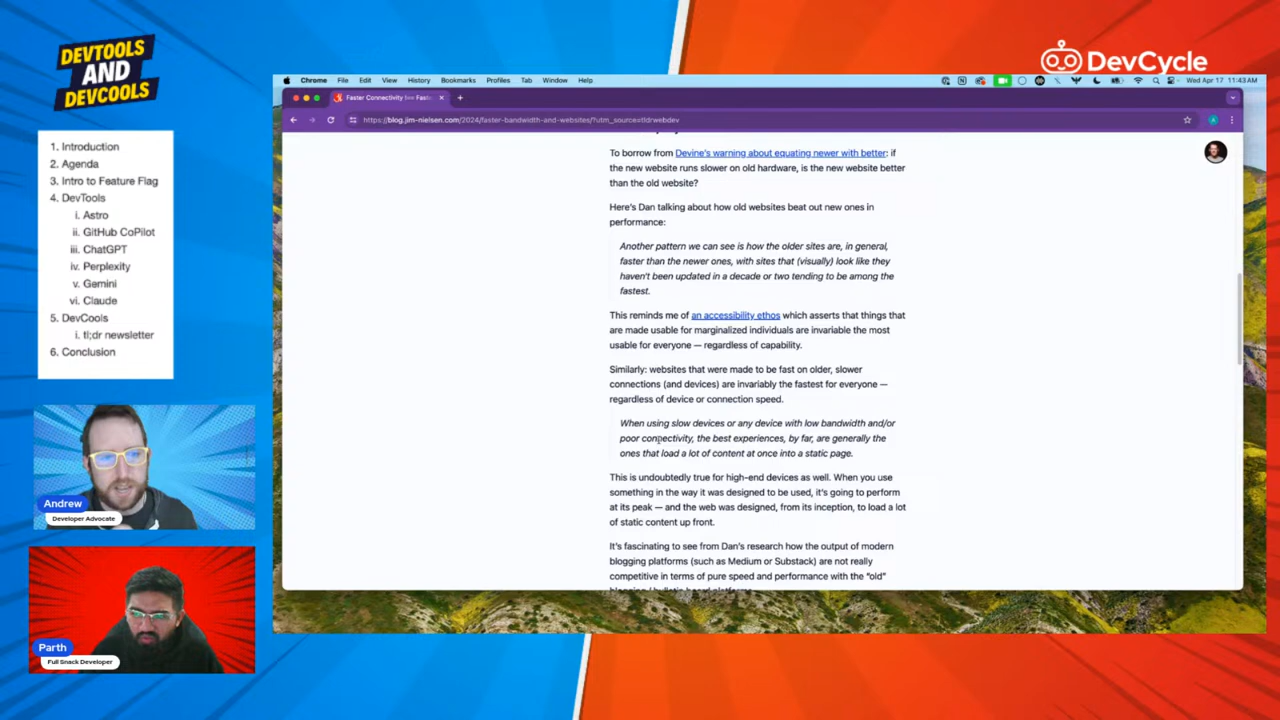 DEVTOOLS
AND
DEVCOOLS
DevCycle
1. Introduction
2. Agenda
3. Intro to Feature Flag
4. DevTools
i. Astro
ii. GitHub CoPilot
iii. ChatGPT
iv. Perplexity
v. Gemini
vi. Claude
5. DevCools
i. tl;dr newsletter
6. Conclusion
Andrew
Developer Advocate
Parth
Full Snack Developer
Chrome File Edit View History Bookmarks Profiles Tab Window Help
Wed Apr 17 11:43 AM
https://blog.jim-nielsen.com/2024/faster-bandwidth-and-websites/?utm_source=tldrwebdev
To borrow from Devine's warning about equating newer with better: if
the new website runs slower on old hardware, is the new website better
than the old website?
Here's Dan talking about how old websites beat out new ones in
performance:
Another pattern we can see is how the older sites are, in general,
faster than the newer ones, with sites that (visually) look like they
haven't been updated in a decade or two tending to be among the
fastest.
This reminds me of an accessibility ethos which asserts that things that
are made usable for marginalized individuals are invariable the most
usable for everyone — regardless of capability.
Similarly: websites that were made to be fast on older, slower
connections (and devices) are invariably the fastest for everyone —
regardless of device or connection speed.
When using slow devices or any device with low bandwidth and/or
poor connectivity, the best experiences, by far, are generally the
ones that load a lot of content at once into a static page.
This is undoubtedly true for high-end devices as well. When you use
something in the way it was designed to be used, it's going to perform
at its peak — and the web was designed, from its inception, to load a lot
of static content up front.
It's fascinating to see from Dan's research how the output of modern
blogging platforms (such as Medium or Substack) are not really
competitive in terms of pure speed and performance with the "old"